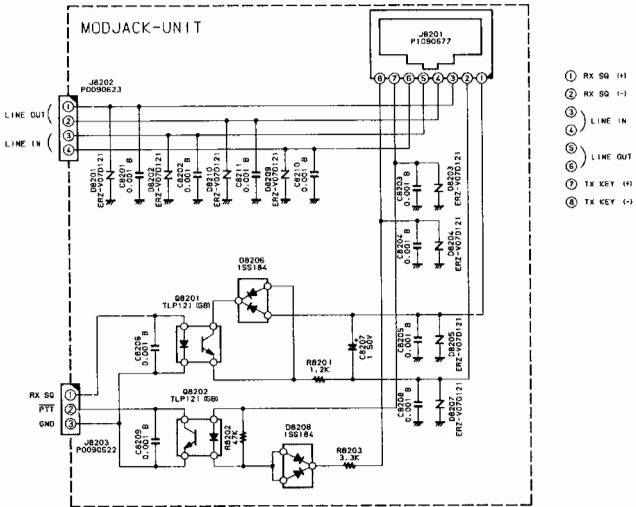 MODJACK-UNIT
J8201
P1090677
8 7 6 5 4 3 2 1
J8202
P0090623
LINE OUT
LINE IN
1
2
3
4
1 RX SQ (+)
2 RX SQ (-)
3
4
LINE IN
5
6
LINE OUT
7 TX KEY (+)
8 TX KEY (-)
D8201
ERZ-V07D121
C8201
0.001 B
D8202
ERZ-V07D121
C8202
0.001 B
D8210
ERZ-V07D121
C8211
0.001 B
D8209
ERZ-V07D121
C8210
0.001 B
C8203
0.001 B
D8203
ERZ-V07D121
C8204
0.001 B
D8204
ERZ-V07D121
D8206
1SS184
Q8201
TLP121(GB)
C8206
0.001 B
R8201
1.2K
C8207
1 50V
C8205
0.001 B
D8205
ERZ-V07D121
C8208
0.001 B
D8207
ERZ-V07D121
RX SQ 1
PTT 2
GND 3
J8203
P0090622
Q8202
TLP121(GB)
C8209
0.001 B
R8202
47K
D8208
1SS184
R8203
3.3K